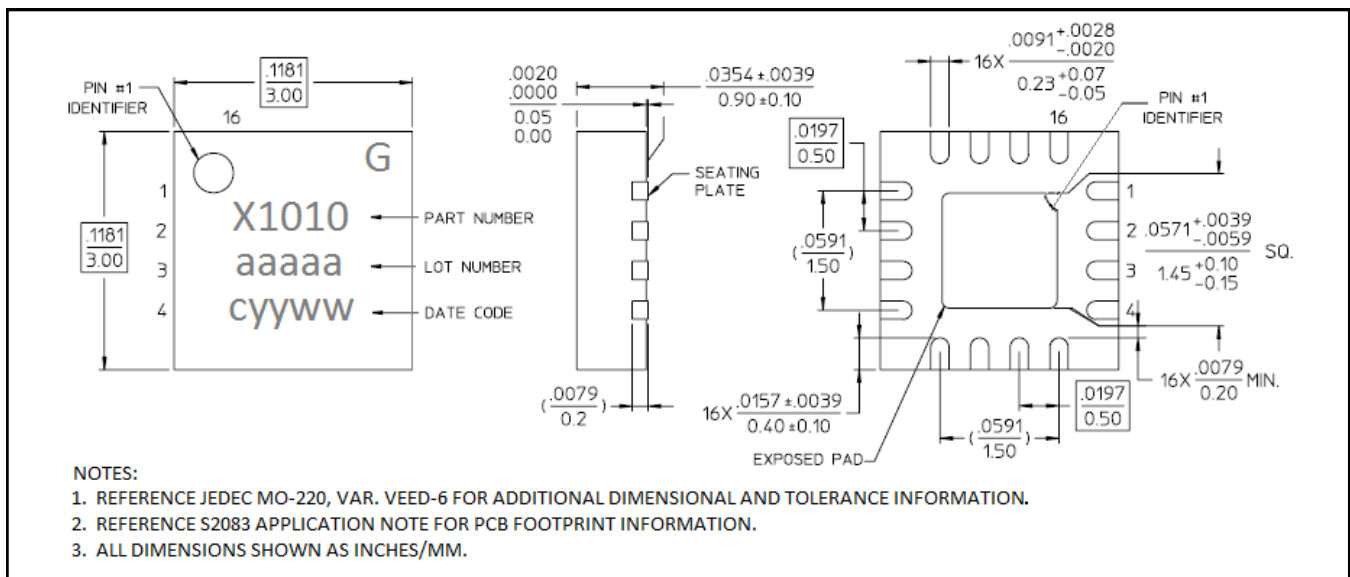 .1181
3.00
PIN #1
IDENTIFIER
16
G
X1010
aaaaa
cyyww
1
2
3
4
.1181
3.00
PART NUMBER
LOT NUMBER
DATE CODE
.0020
.0000
0.05
0.00
.0354 ±.0039
0.90 ±0.10
SEATING
PLATE
(.0079)
0.2
16X .0091 +.0028 -.0020
0.23 +0.07 -0.05
PIN #1
IDENTIFIER
16
.0197
0.50
(.0591)
1.50
1
2
3
4
.0571 +.0039 -.0059 SQ.
1.45 +0.10 -0.15
16X .0157 ±.0039
0.40 ±0.10
16X .0079 MIN.
0.20
.0197
0.50
(.0591)
1.50
EXPOSED PAD
NOTES:
1. REFERENCE JEDEC MO-220, VAR. VEED-6 FOR ADDITIONAL DIMENSIONAL AND TOLERANCE INFORMATION.
2. REFERENCE S2083 APPLICATION NOTE FOR PCB FOOTPRINT INFORMATION.
3. ALL DIMENSIONS SHOWN AS INCHES/MM.